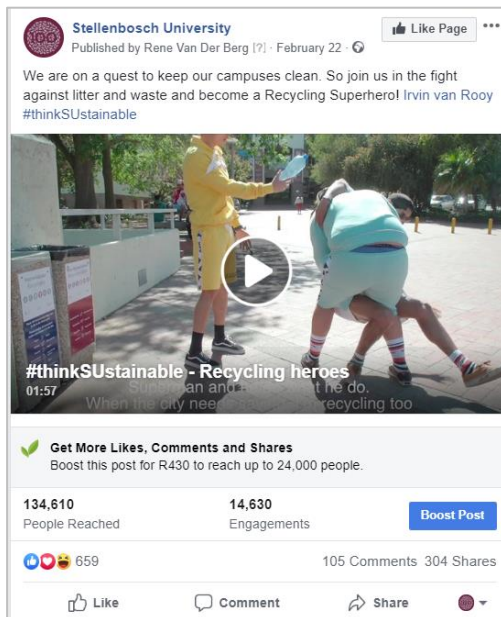 Stellenbosch University
Like Page
Published by Rene Van Der Berg [?] · February 22 ·
We are on a quest to keep our campuses clean. So join us in the fight
against litter and waste and become a Recycling Superhero! Irvin van Rooy
#thinkSUstainable
#thinkSUstainable - Recycling heroes
01:57
he do.
When the city recycling too
Get More Likes, Comments and Shares
Boost this post for R430 to reach up to 24,000 people.
134,610
14,630
People Reached
Engagements
Boost Post
659
105 Comments 304 Shares
Like
Comment
Share